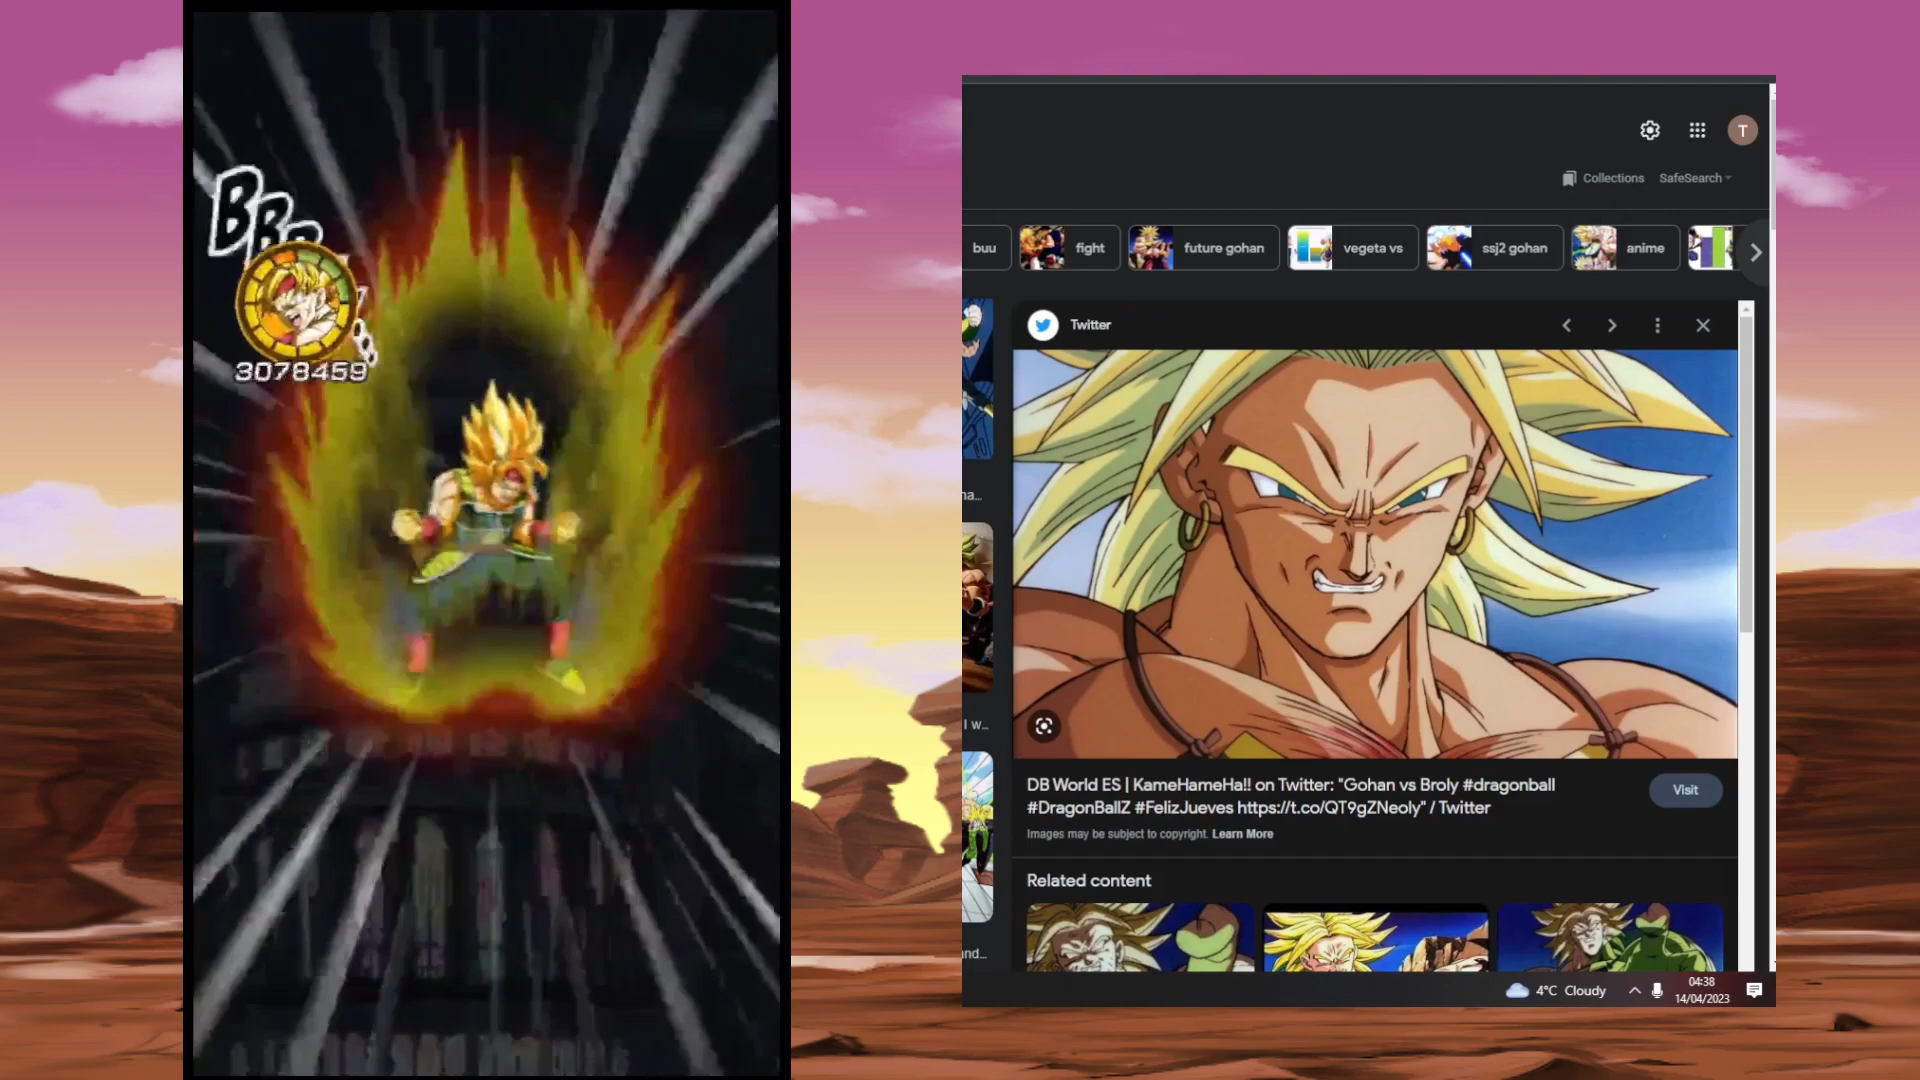 3078459
T
Collections SafeSearch
buu
fight
future gohan
vegeta vs
ssj2 gohan
anime
Twitter
na...
I w...
nd...
DB World ES | KameHameHa!! on Twitter: "Gohan vs Broly #dragonball
#DragonBallZ #FelizJueves https://t.co/QT9gZNeoly" / Twitter
Visit
Images may be subject to copyright. Learn More
Related content
4°C Cloudy
04:38
14/04/2023